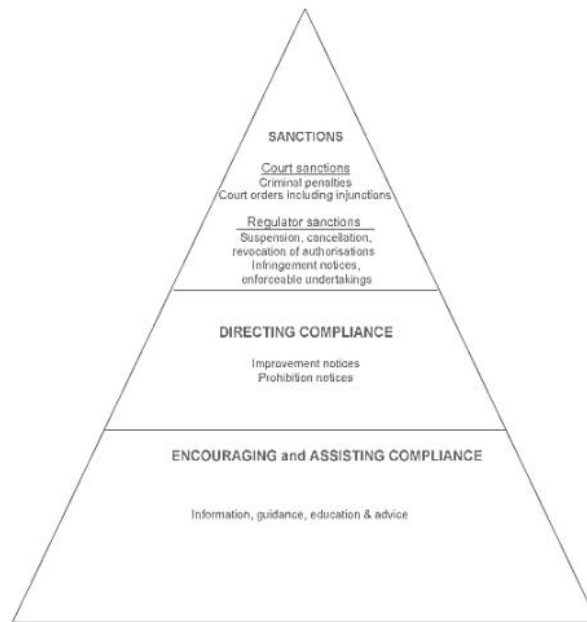 SANCTIONS
Court sanctions
Criminal penalties
Court orders including injunctions
Regulator sanctions
Suspension, cancellation,
revocation of authorisations
Infringement notices,
enforceable undertakings
DIRECTING COMPLIANCE
Improvement notices
Prohibition notices
ENCOURAGING and ASSISTING COMPLIANCE
Information, guidance, education & advice